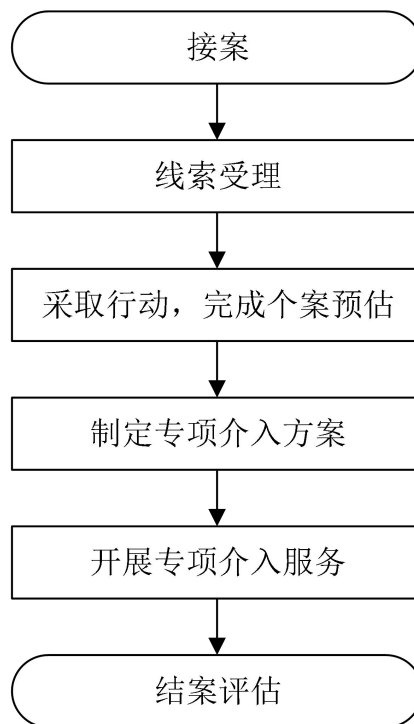 接案
线索受理
采取行动，完成个案预估
制定专项介入方案
开展专项介入服务
结案评估